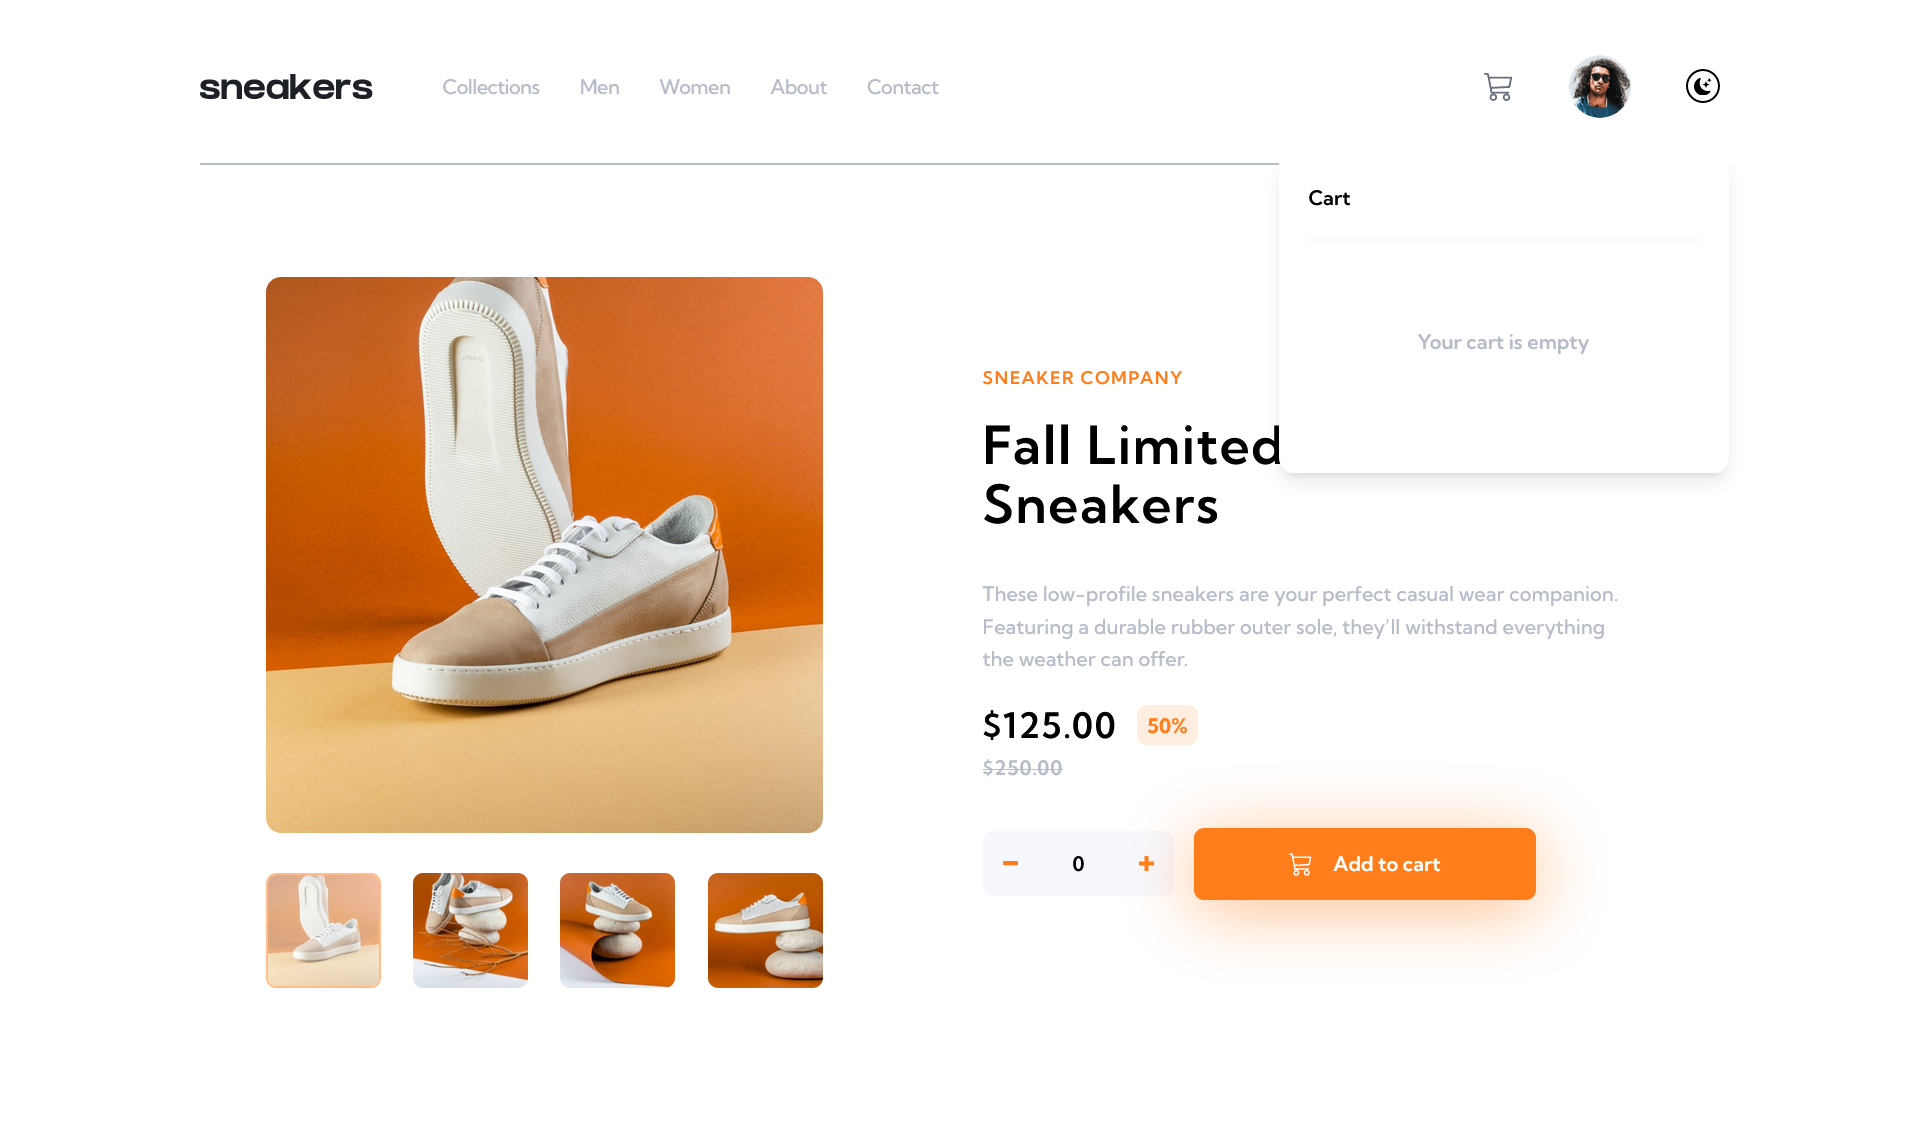 sneakers
Collections Men Women About Contact
Cart
Your cart is empty
SNEAKER COMPANY
Fall Limited
Sneakers
These low-profile sneakers are your perfect casual wear companion.
Featuring a durable rubber outer sole, they'll withstand everything
the weather can offer.
$125.00 50%
$250.00
0 Add to cart